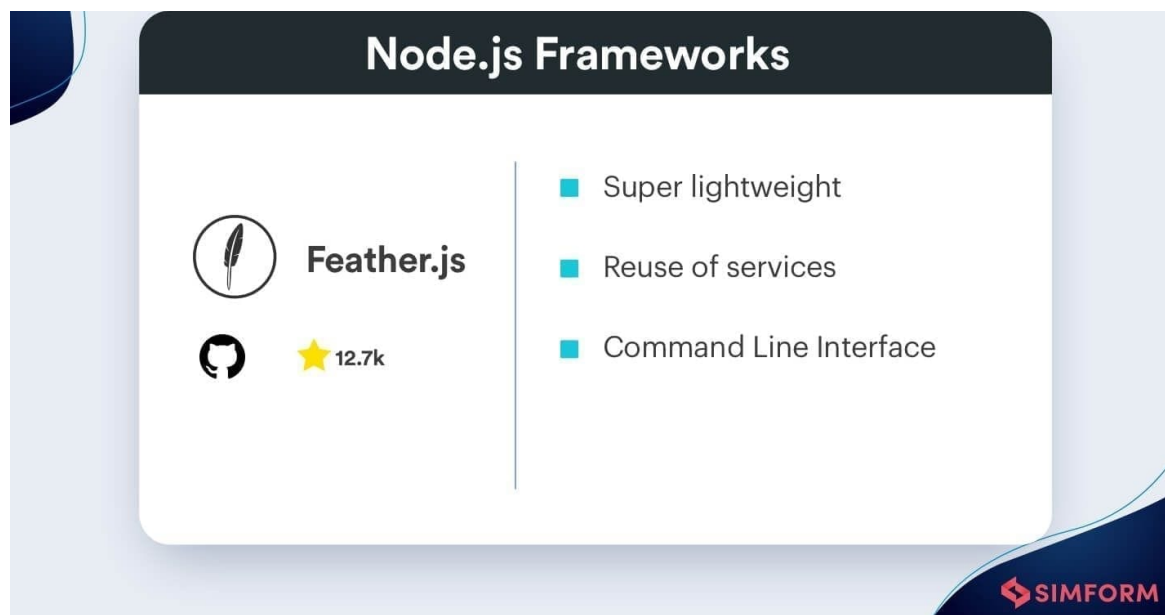 Node.js Frameworks
Feather.js
12.7k
Super lightweight
Reuse of services
Command Line Interface
SIMFORM